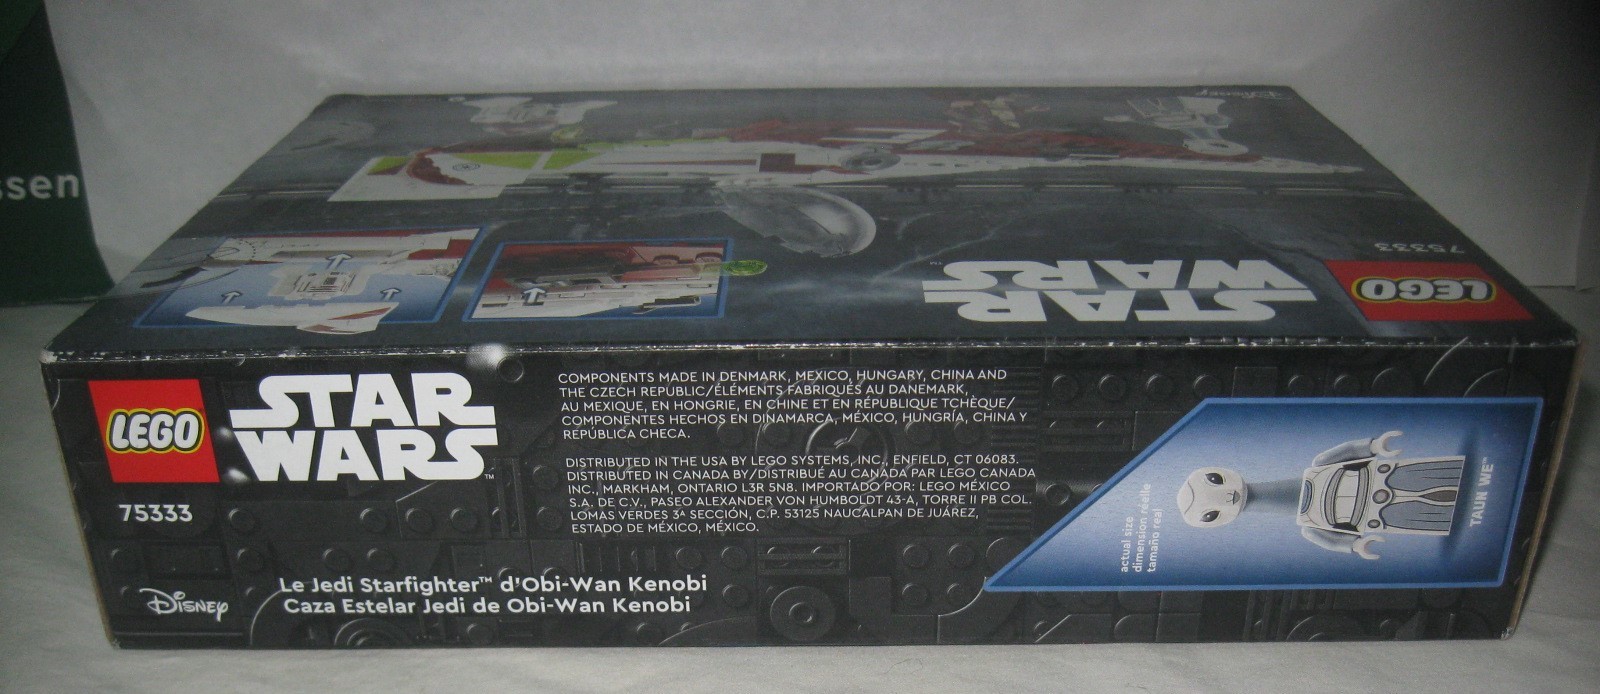 ssen
Disney
75333
LEGO
STAR
WARS™
LEGO
STAR
WARS™
75333
Disney
Le Jedi Starfighter™ d'Obi-Wan Kenobi
Caza Estelar Jedi de Obi-Wan Kenobi
COMPONENTS MADE IN DENMARK, MEXICO, HUNGARY, CHINA AND
THE CZECH REPUBLIC/ÉLÉMENTS FABRIQUÉS AU DANEMARK,
AU MEXIQUE, EN HONGRIE, EN CHINE ET EN RÉPUBLIQUE TCHÈQUE/
COMPONENTES HECHOS EN DINAMARCA, MÉXICO, HUNGRÍA, CHINA Y
REPÚBLICA CHECA.
DISTRIBUTED IN THE USA BY LEGO SYSTEMS, INC., ENFIELD, CT 06083.
DISTRIBUTED IN CANADA BY/DISTRIBUÉ AU CANADA PAR LEGO CANADA
INC., MARKHAM, ONTARIO L3R 5N8. IMPORTADO POR: LEGO MÉXICO
S.A. DE C.V., PASEO ALEXANDER VON HUMBOLDT 43-A, TORRE II PB COL.
LOMAS VERDES 3ª SECCIÓN, C.P. 53125 NAUCALPAN DE JUÁREZ,
ESTADO DE MÉXICO, MÉXICO.
actual size
dimension réelle
tamaño real
TAUN WE™